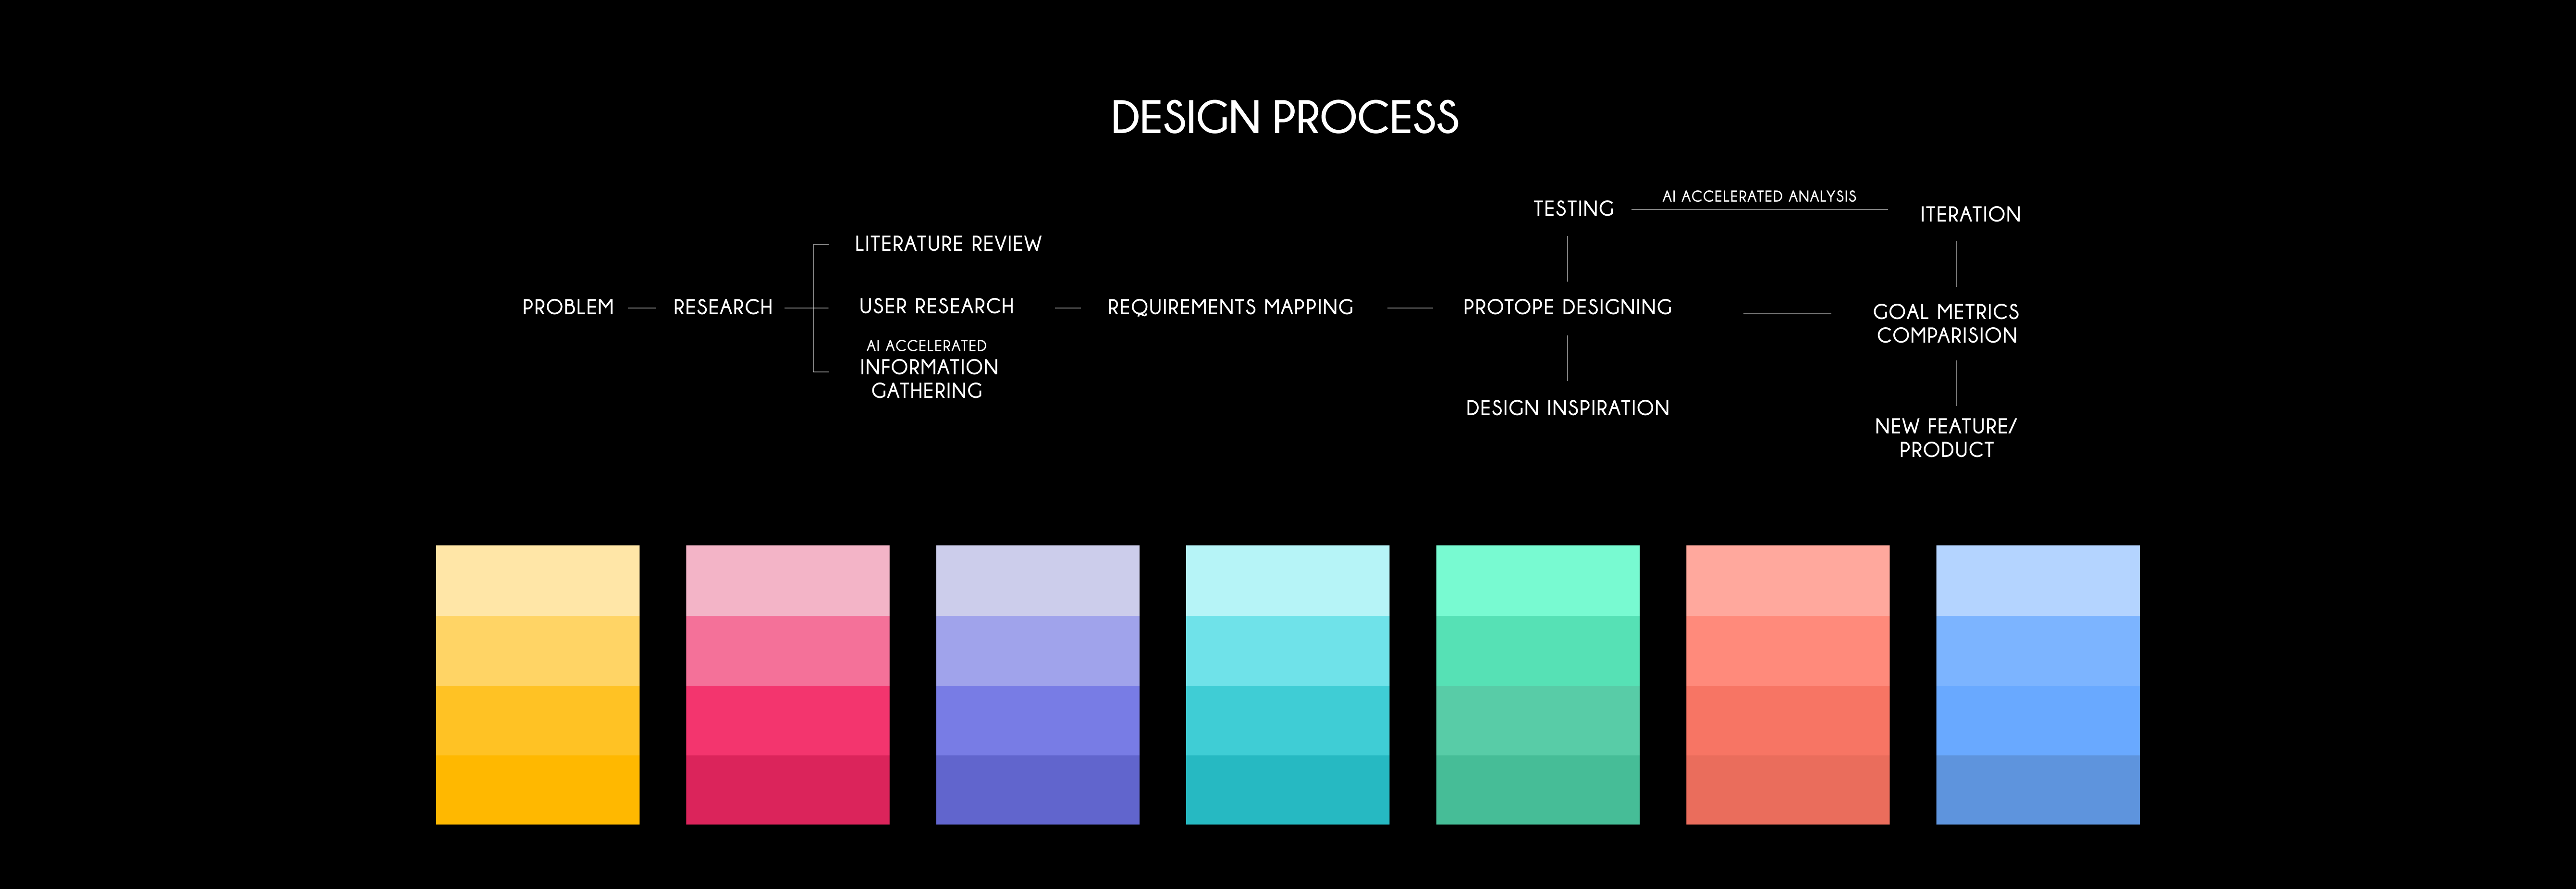 DESIGN PROCESS
TESTING
AI ACCELERATED ANALYSIS
ITERATION
LITERATURE REVIEW
PROBLEM
RESEARCH
USER RESEARCH
REQUIREMENTS MAPPING
PROTOPE DESIGNING
GOAL METRICS
COMPARISION
AI ACCELERATED
INFORMATION
GATHERING
DESIGN INSPIRATION
NEW FEATURE/
PRODUCT